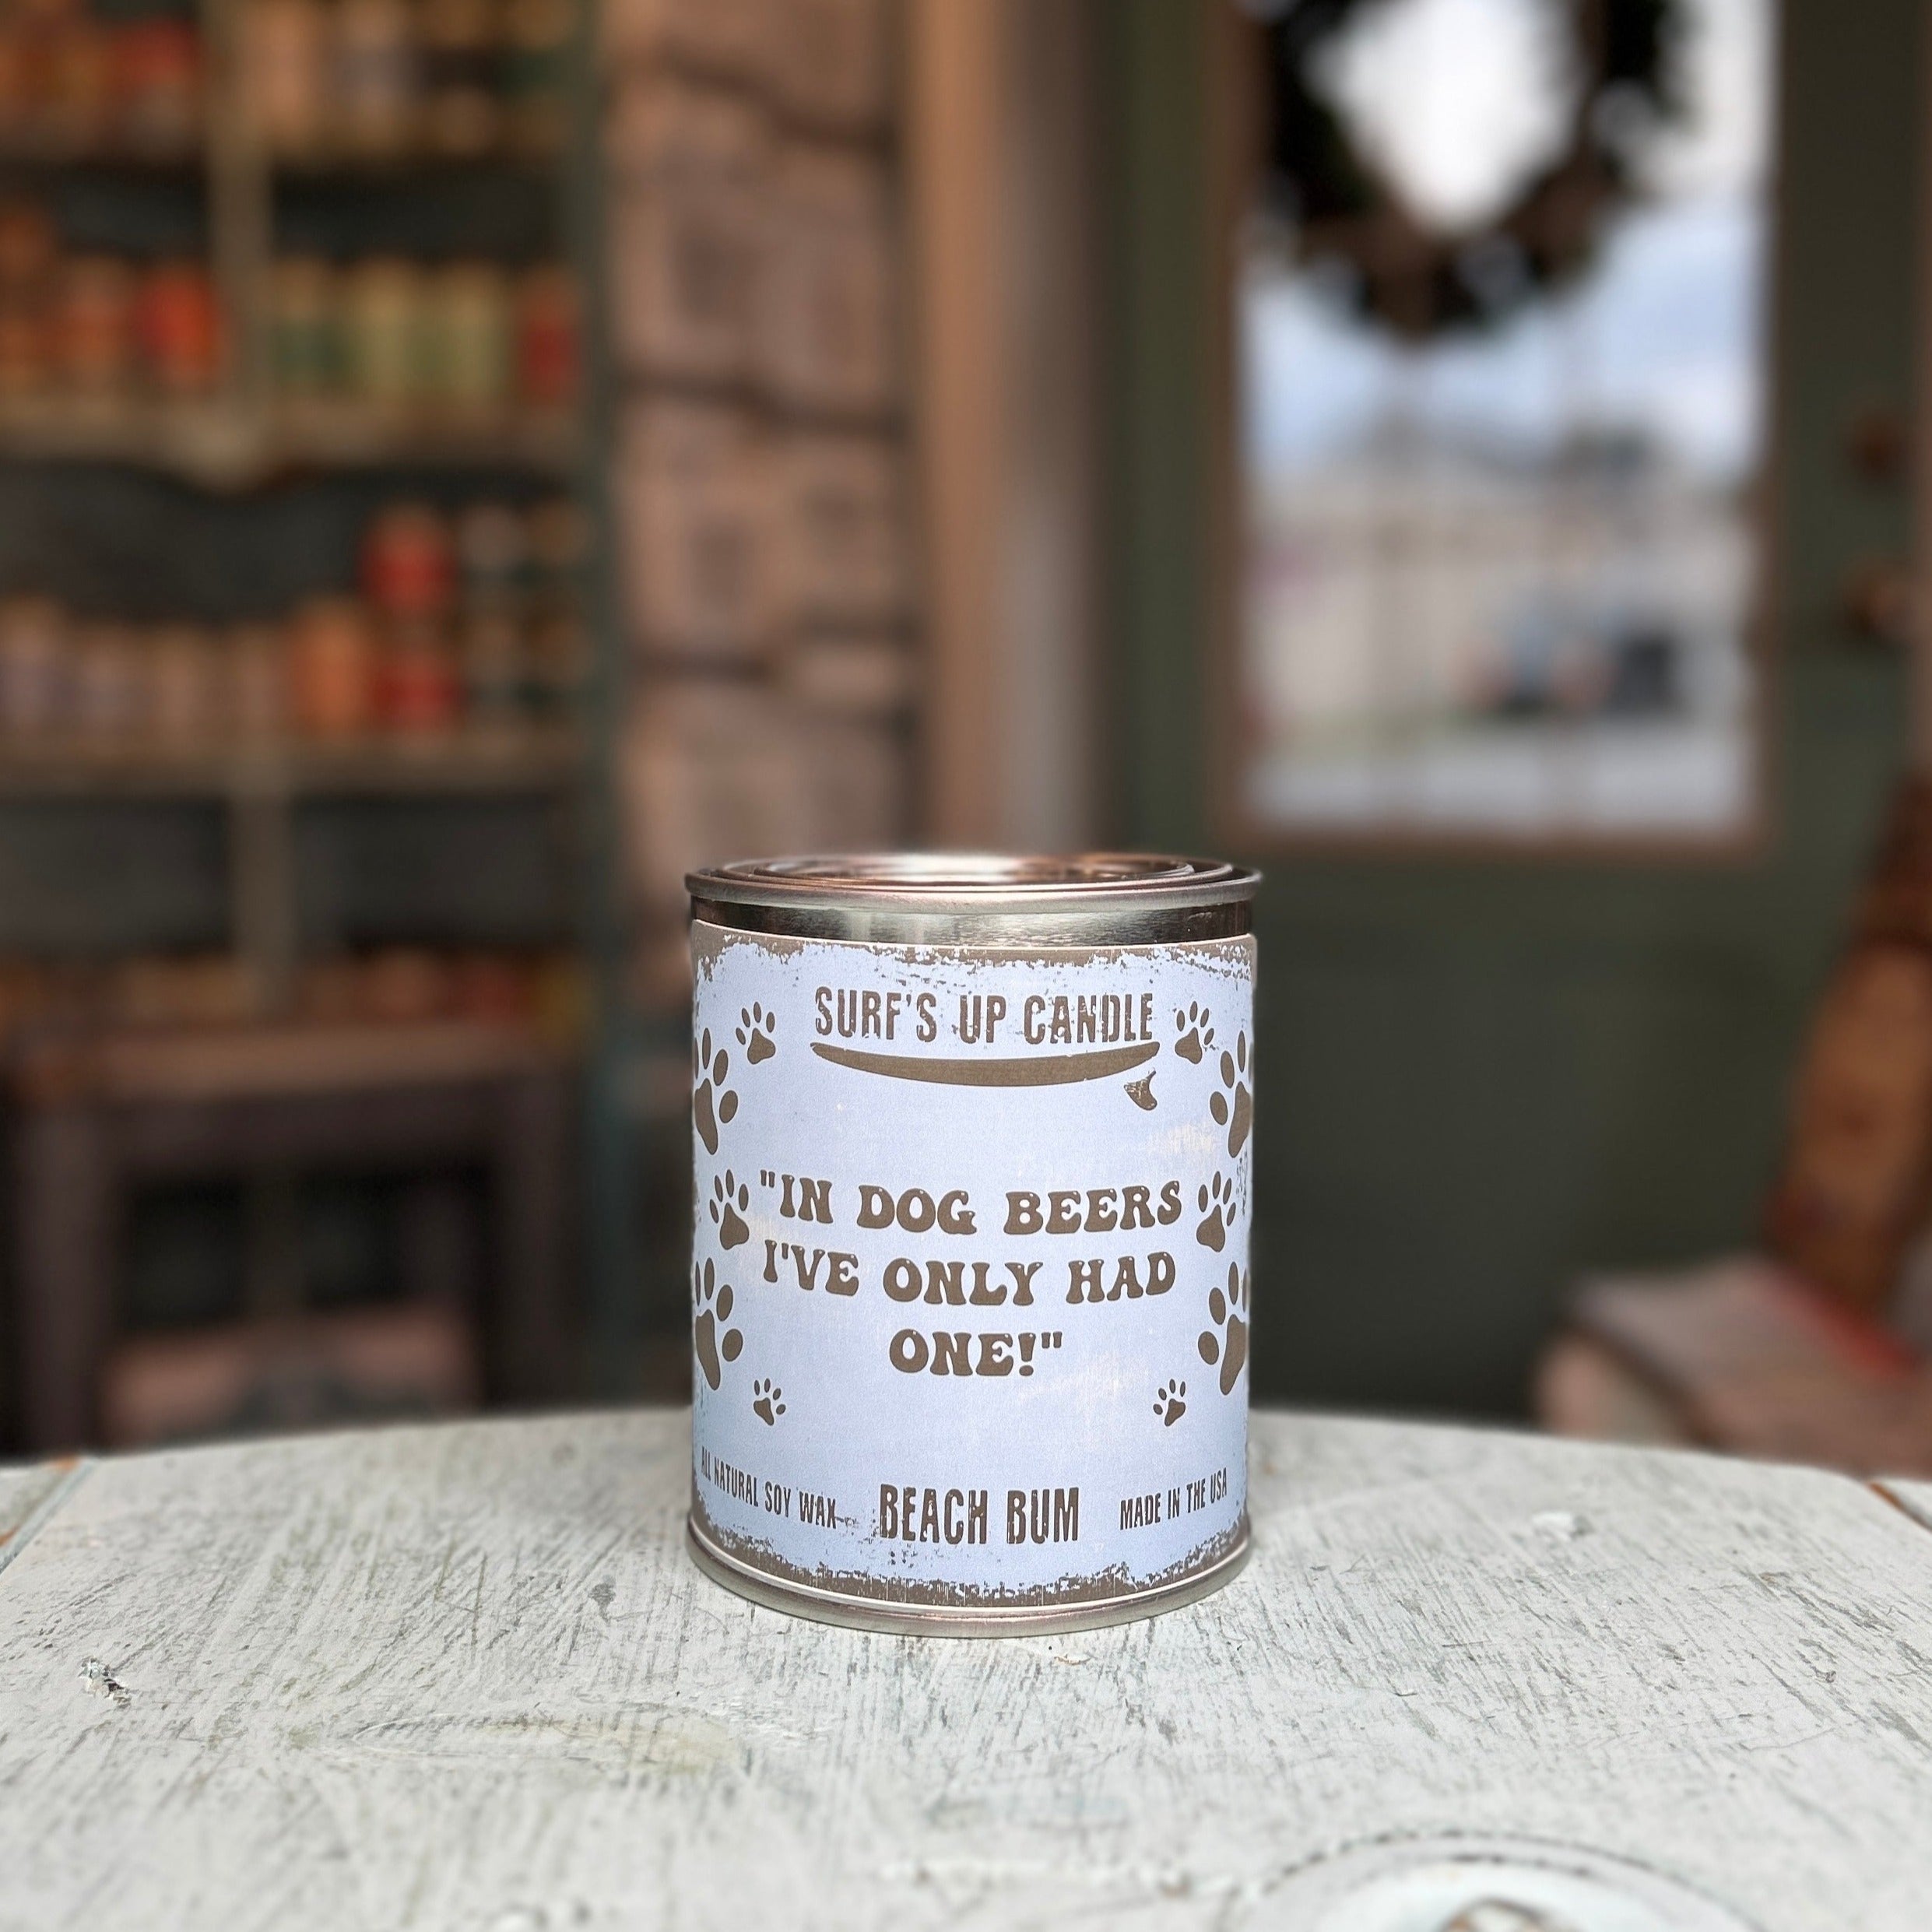 SURF'S UP CANDLE
"IN DOG BEERS
I'VE ONLY HAD
ONE!"
ALL NATURAL SOY WAX
BEACH BUM
MADE IN THE USA